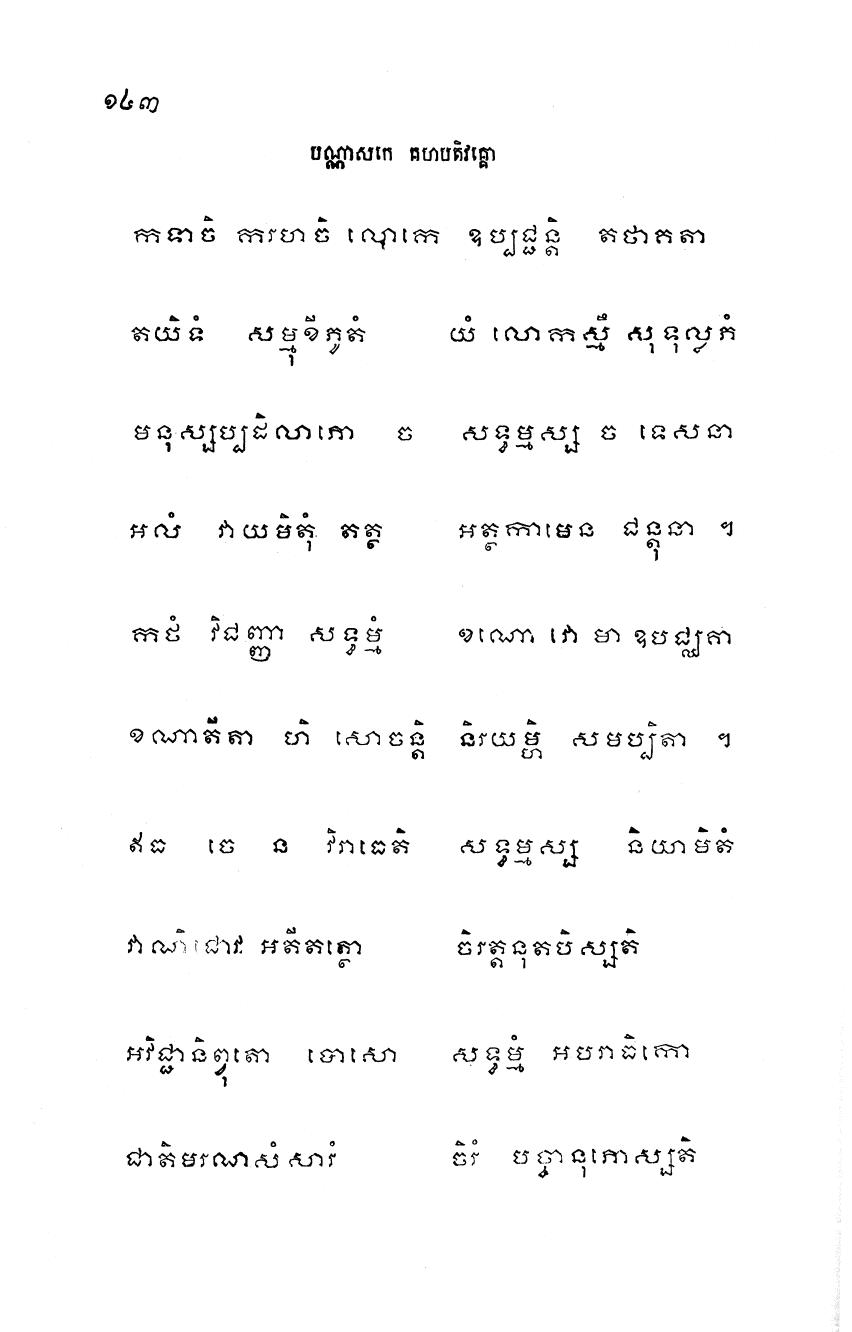 ១៤៣
បណ្ណាសកេ គហបតិវគ្គោ
កទាចិ ករហចិ លោកេ ឧប្បជ្ជន្តិ តថាគតា
តយិទំ សម្មុខីភូតំ យំ លោកស្មឹ សុទុល្លភំ
មនុស្សប្បដិលាភោ ច សទ្ធម្មស្ស ច ទេសនា
អលំ វាយមិតុំ តត្ថ អត្ថកាមេន ជន្តុនា ។
កថំ វិជញ្ញា សទ្ធម្មំ ខណោ វោ មា ឧបជ្ឈគា
ខណាតីតា ហិ សោចន្តិ និរយម្ហិ សមប្បិតា ។
ឥធ ចេ ន វិរាធេតិ សទ្ធម្មស្ស និយាមិតំ
វាណិជោវ អតីតត្ថោ ចិរត្តនុតបិស្សតិ
អវិជ្ជានិព្វុតោ បោសោ សទ្ធម្មំ អបរាធិកោ
ជាតិមរណសំសារំ ចិរំ បច្ចានុភោស្សតិ